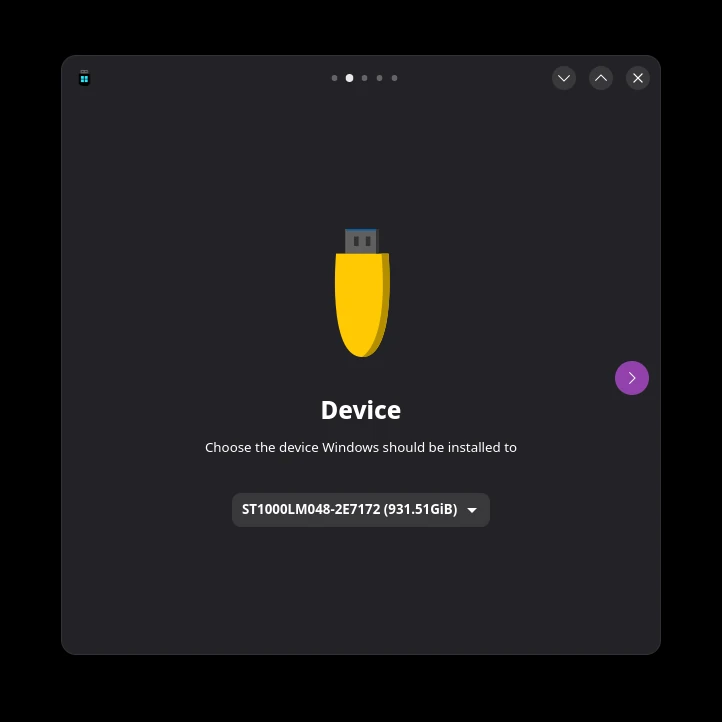 Device
Choose the device Windows should be installed to
ST1000LM048-2E7172 (931.51GiB)